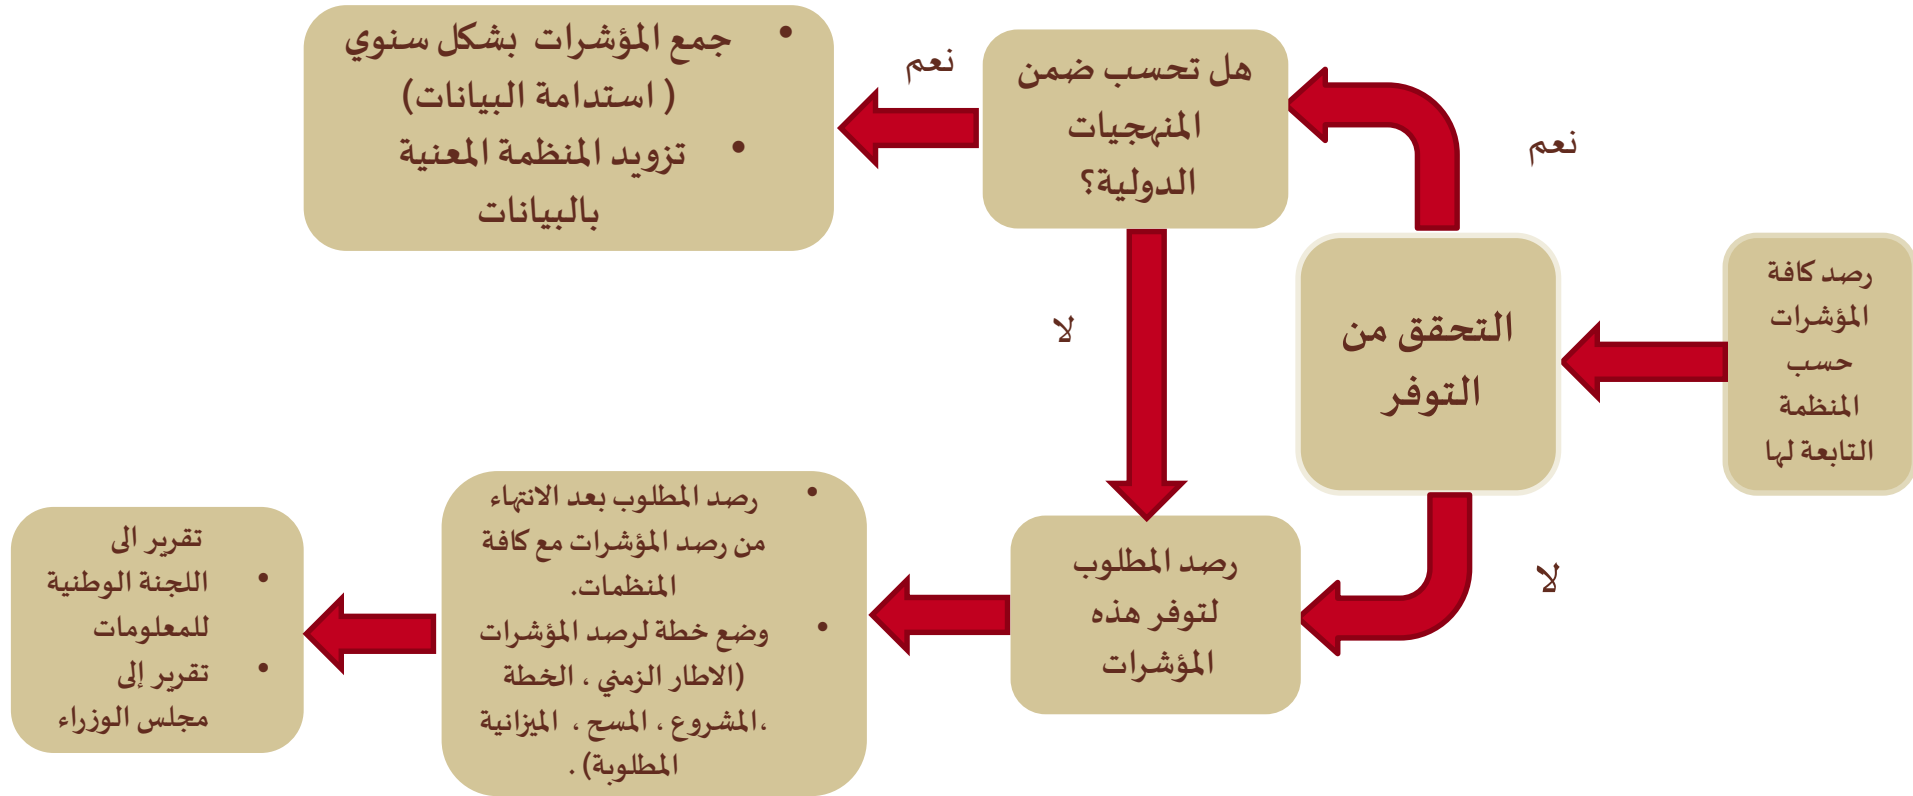 رصد كافة
المؤشرات
حسب
المنظمة
التابعة لها
التحقق من
التوفر
نعم
لا
هل تحسب ضمن
المنهجيات
الدولية؟
نعم
لا
• جمع المؤشرات بشكل سنوي
( استدامة البيانات)
• تزويد المنظمة المعنية
بالبيانات
رصد المطلوب
لتوفر هذه
المؤشرات
• رصد المطلوب بعد الانتهاء
من رصد المؤشرات مع كافة
المنظمات.
• وضع خطة لرصد المؤشرات
(الاطار الزمني ، الخطة
،المشروع ، المسح ، الميزانية
المطلوبة) .
تقرير الى
• اللجنة الوطنية
للمعلومات
• تقرير إلى
مجلس الوزراء